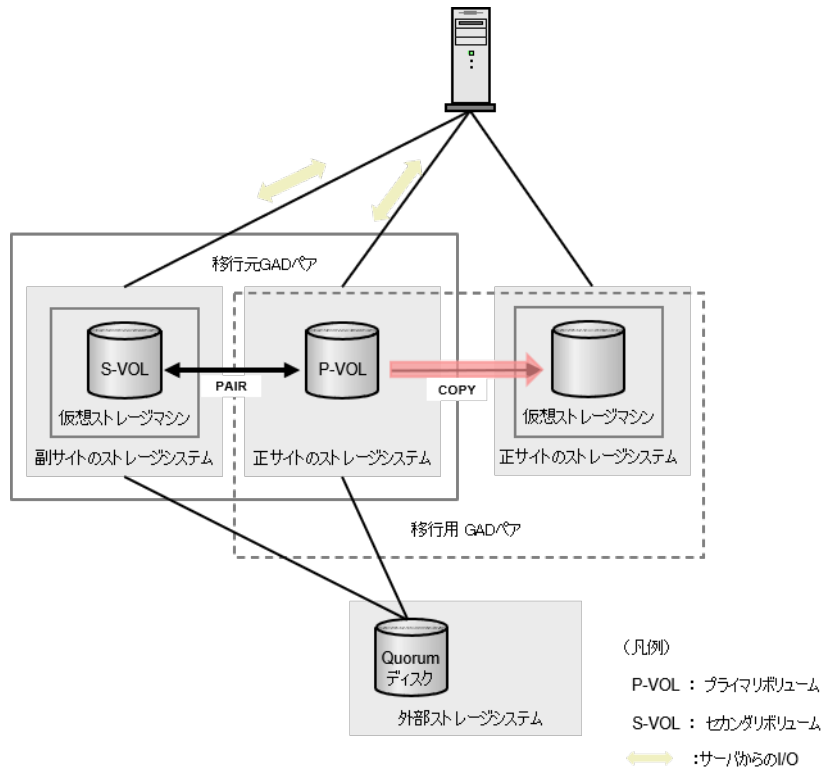 移行元GADペア
S-VOL
PAIR
P-VOL
COPY
仮想ストレージマシン
仮想ストレージマシン
副サイトのストレージシステム
正サイトのストレージシステム
正サイトのストレージシステム
移行用 GADペア
Quorum
ディスク
外部ストレージシステム
（凡例）
P-VOL ： プライマリボリューム
S-VOL ： セカンダリボリューム
:サーバからのI/O